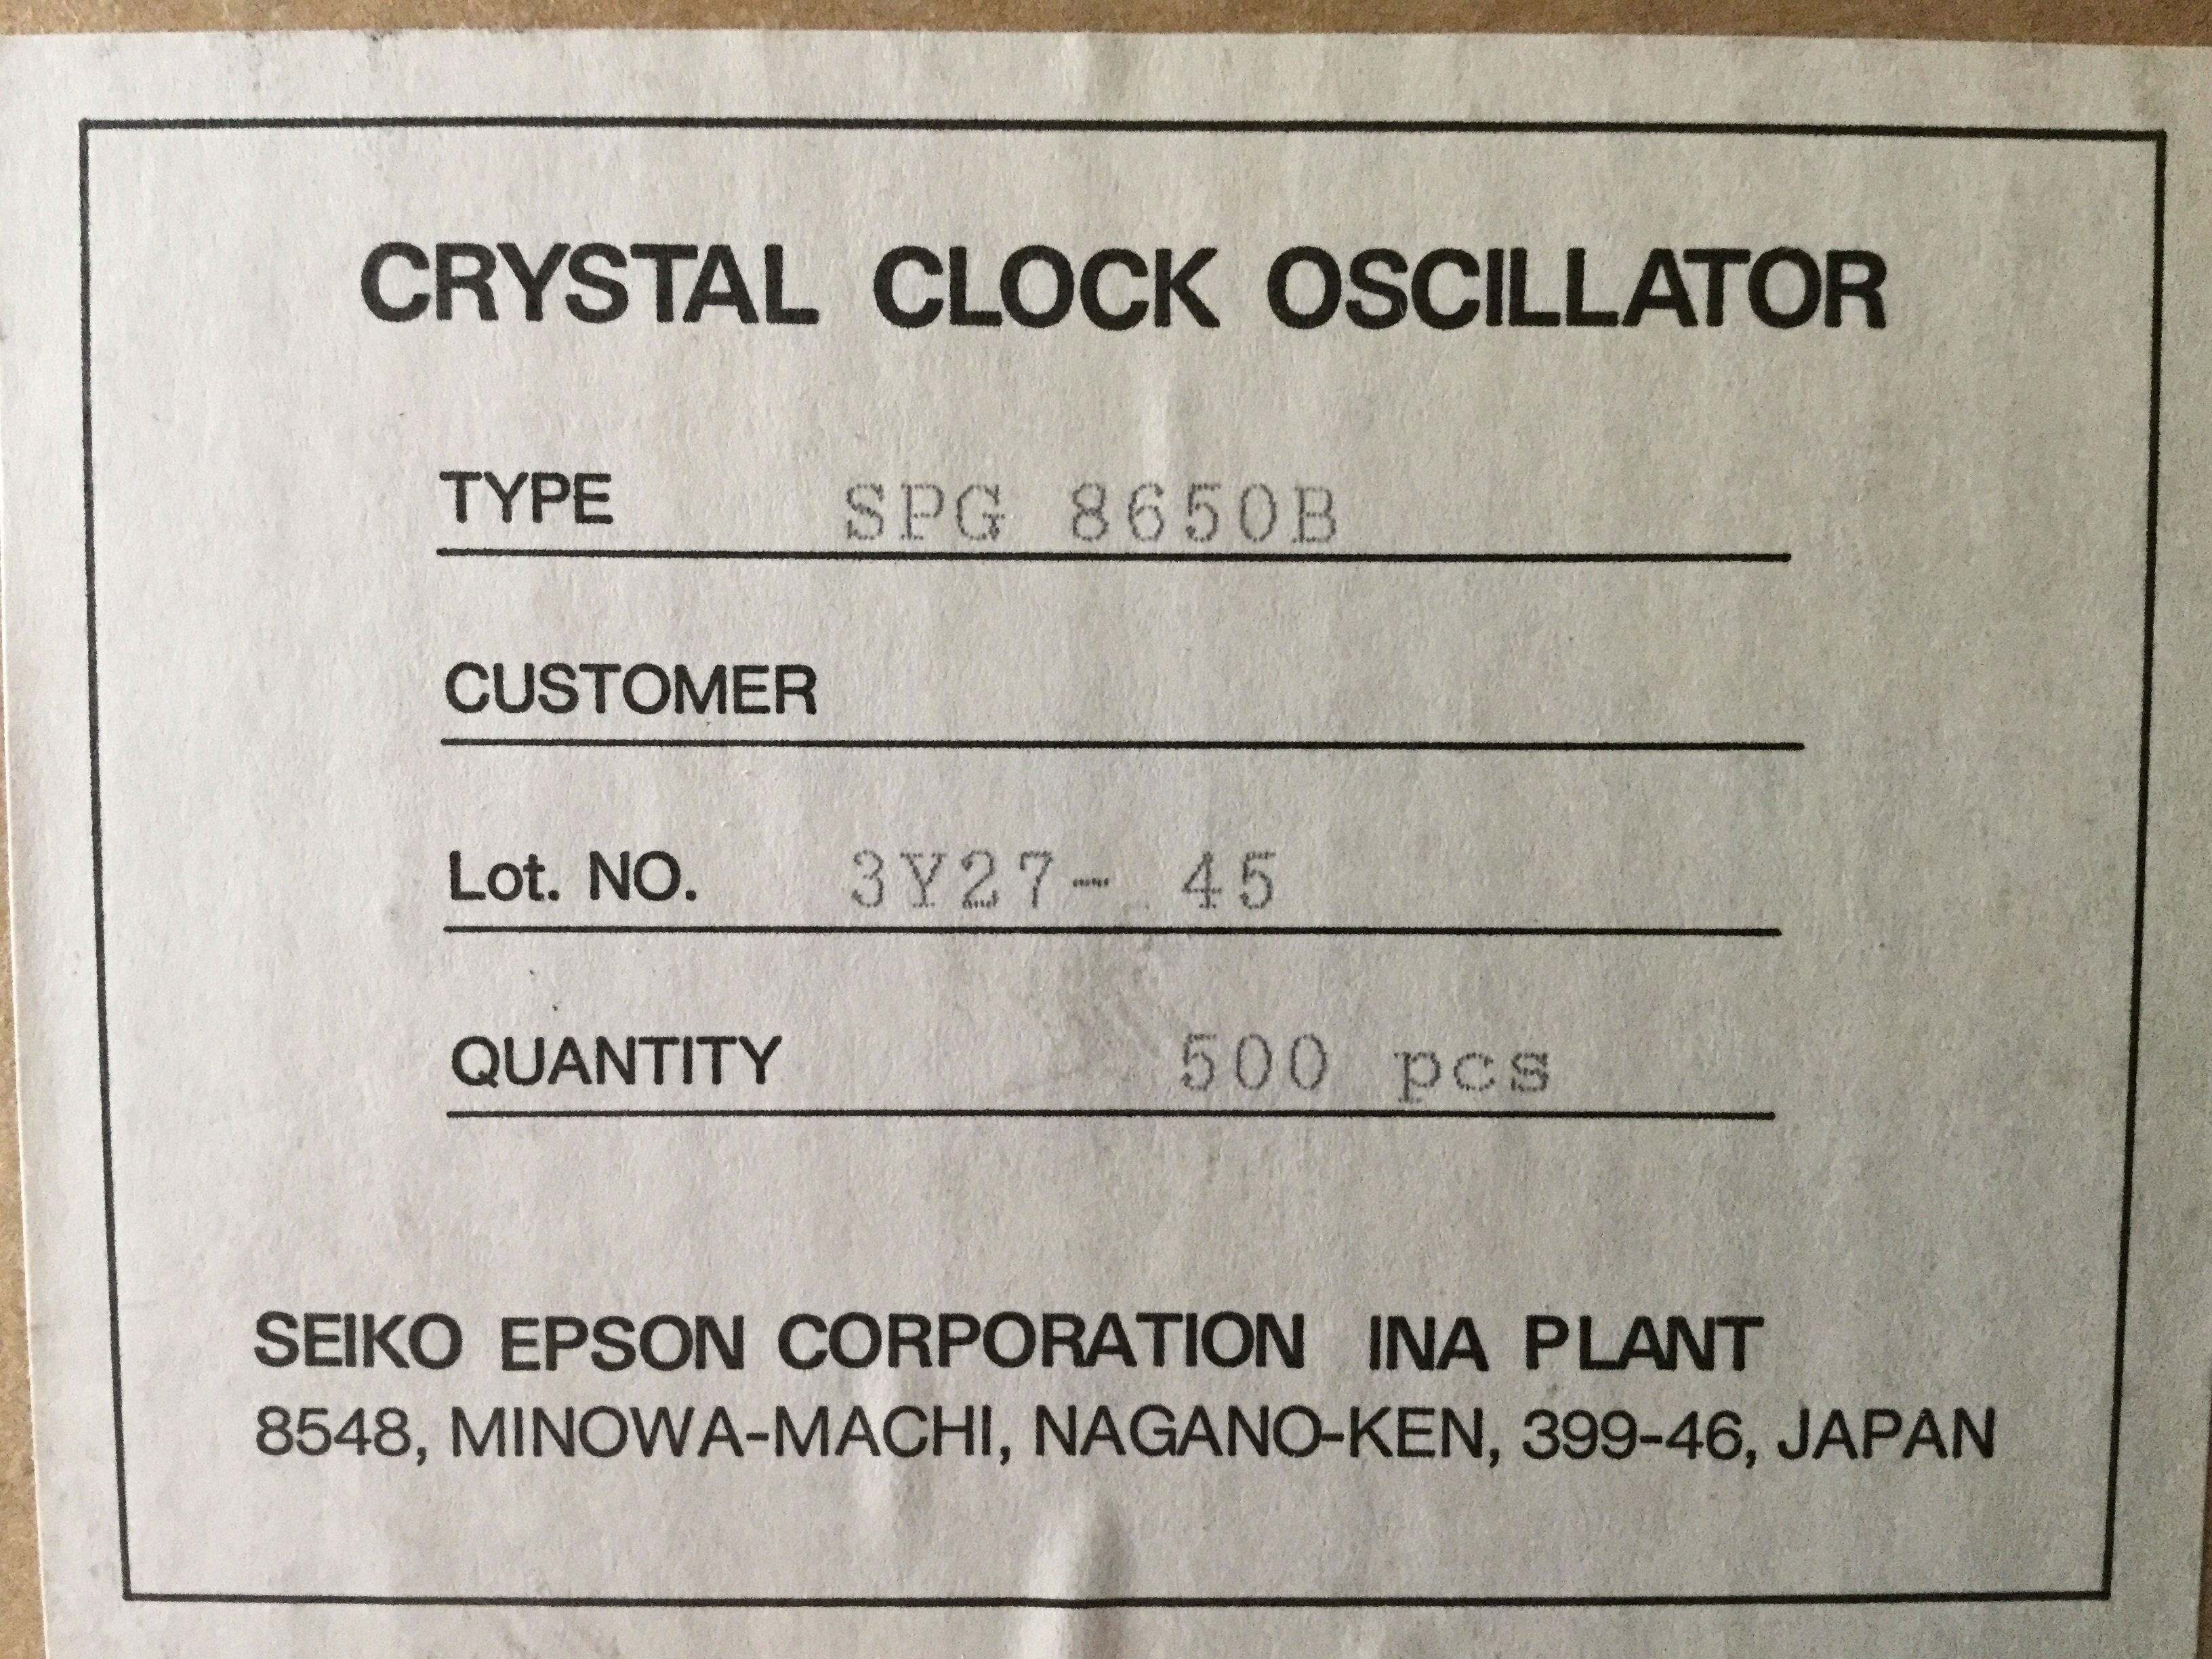 CRYSTAL CLOCK OSCILLATOR
TYPE SPG 8650B
CUSTOMER
Lot. NO. 3Y27- 45
QUANTITY 500 pcs
SEIKO EPSON CORPORATION INA PLANT
8548, MINOWA-MACHI, NAGANO-KEN, 399-46, JAPAN